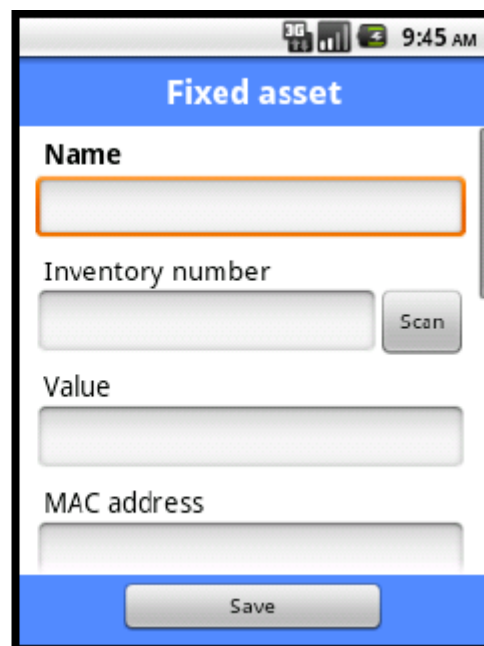 3G 9:45 AM
Fixed asset
Name
Inventory number
Scan
Value
MAC address
Save